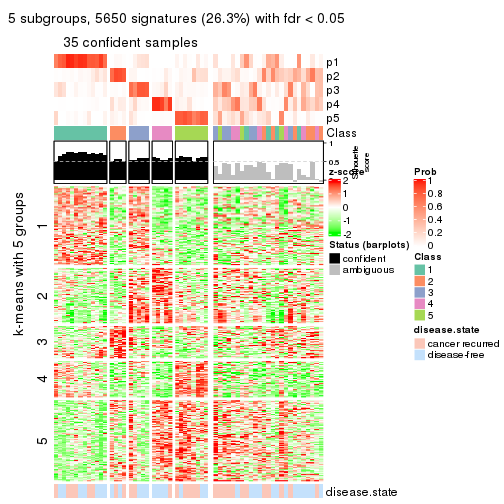 5 subgroups, 5650 signatures (26.3%) with fdr < 0.05
35 confident samples
p1
p2
p3
p4
p5
Class
1
0.5
0
Silhouette
score
z-score
2
1
0
-1
-2
Status (barplots)
confident
ambiguous
Prob
1
0.8
0.6
0.4
0.2
0
Class
1
2
3
4
5
disease.state
cancer recurred
disease-free
k-means with 5 groups
1
2
3
4
5
disease.state